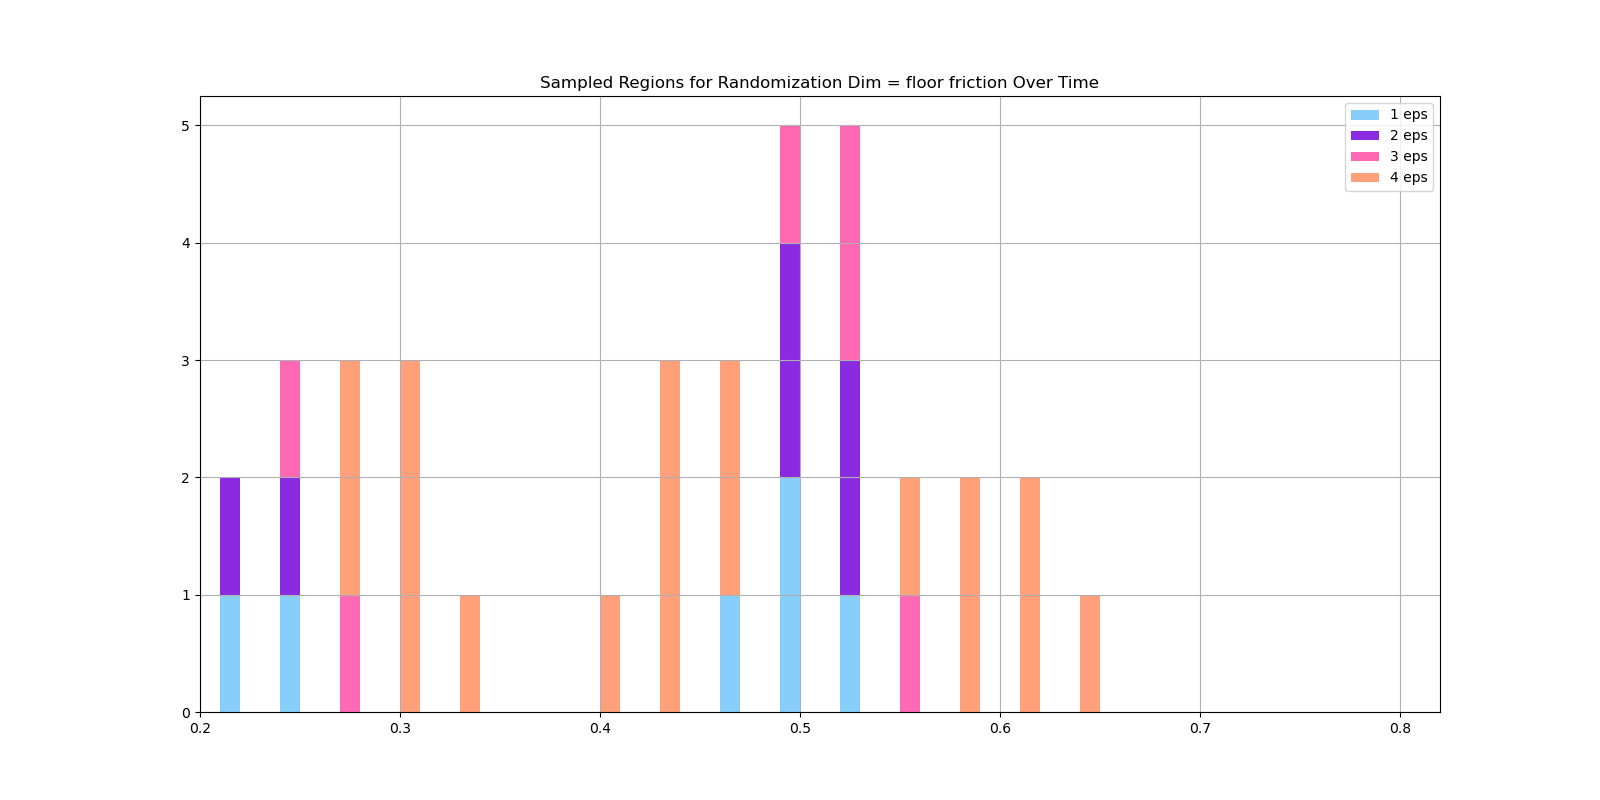 Sampled Regions for Randomization Dim = floor friction Over Time
1 eps
2 eps
3 eps
4 eps
5
4
3
2
1
0
0.2 0.3 0.4 0.5 0.6 0.7 0.8